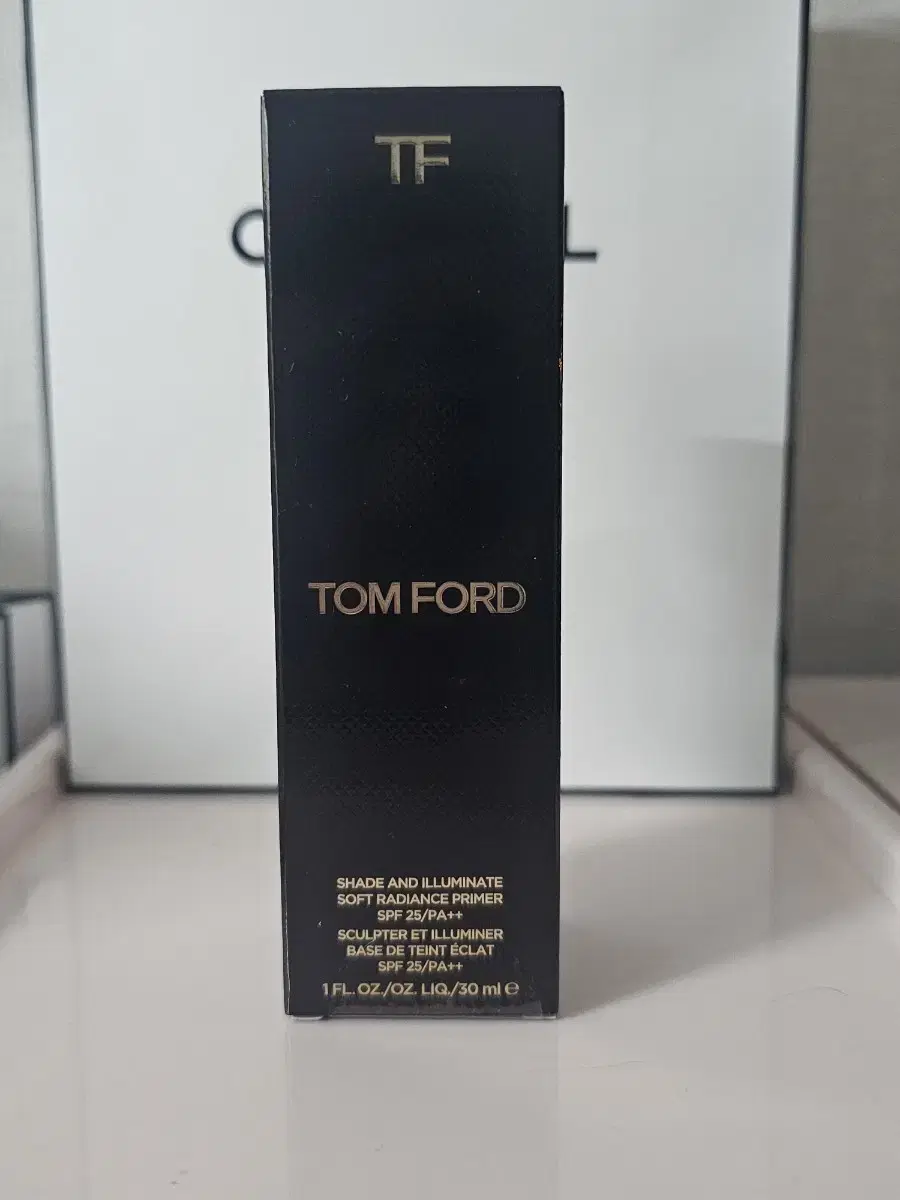 TF
TOM FORD
SHADE AND ILLUMINATE
SOFT RADIANCE PRIMER
SPF 25/PA++
SCULPTER ET ILLUMINER
BASE DE TEINT ÉCLAT
SPF 25/PA++
1 FL. OZ./OZ. LIQ./30 ml ℮